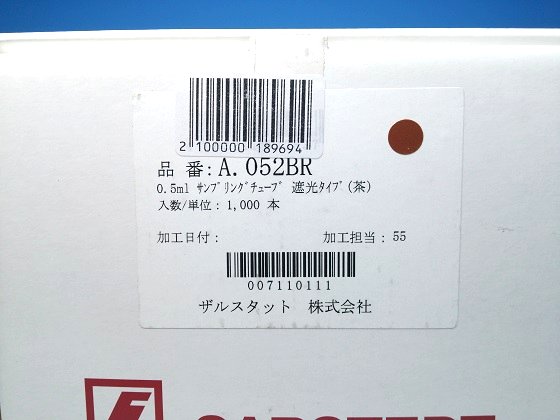 2 100000 189694
品 番: A.052BR
0.5ml ｻﾝﾌﾟﾘﾝｸﾞﾁｭｰﾌﾞ 遮光ﾀｲﾌﾟ(茶)
入数/単位: 1,000 本
加工日付: 加工担当: 55
007110111
ザルスタット 株式会社